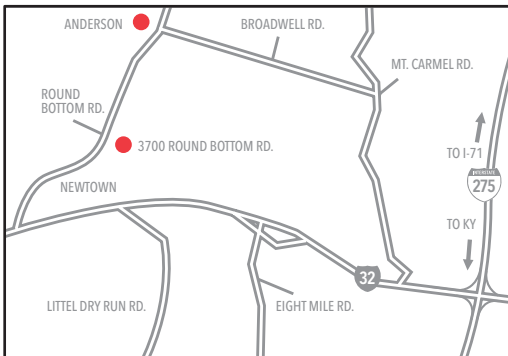 ANDERSON
BROADWELL RD.
MT. CARMEL RD.
ROUND
BOTTOM RD.
3700 ROUND BOTTOM RD.
TO I-71
INTERSTATE
275
NEWTOWN
TO KY
32
LITTEL DRY RUN RD.
EIGHT MILE RD.